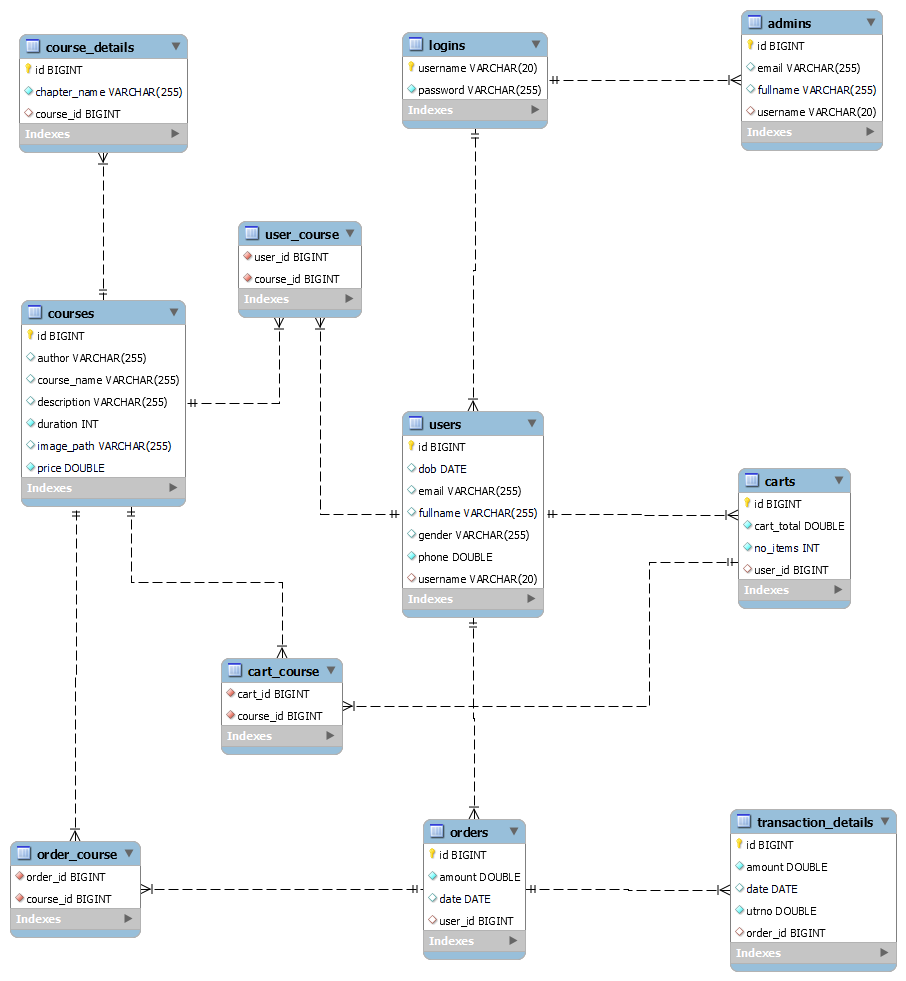 course_details
id BIGINT
chapter_name VARCHAR(255)
course_id BIGINT
Indexes
logins
username VARCHAR(20)
password VARCHAR(255)
Indexes
admins
id BIGINT
email VARCHAR(255)
fullname VARCHAR(255)
username VARCHAR(20)
Indexes
user_course
user_id BIGINT
course_id BIGINT
Indexes
courses
id BIGINT
author VARCHAR(255)
course_name VARCHAR(255)
description VARCHAR(255)
duration INT
image_path VARCHAR(255)
price DOUBLE
Indexes
users
id BIGINT
dob DATE
email VARCHAR(255)
fullname VARCHAR(255)
gender VARCHAR(255)
phone DOUBLE
username VARCHAR(20)
Indexes
carts
id BIGINT
cart_total DOUBLE
no_items INT
user_id BIGINT
Indexes
cart_course
cart_id BIGINT
course_id BIGINT
Indexes
order_course
order_id BIGINT
course_id BIGINT
Indexes
orders
id BIGINT
amount DOUBLE
date DATE
user_id BIGINT
Indexes
transaction_details
id BIGINT
amount DOUBLE
date DATE
utrno DOUBLE
order_id BIGINT
Indexes